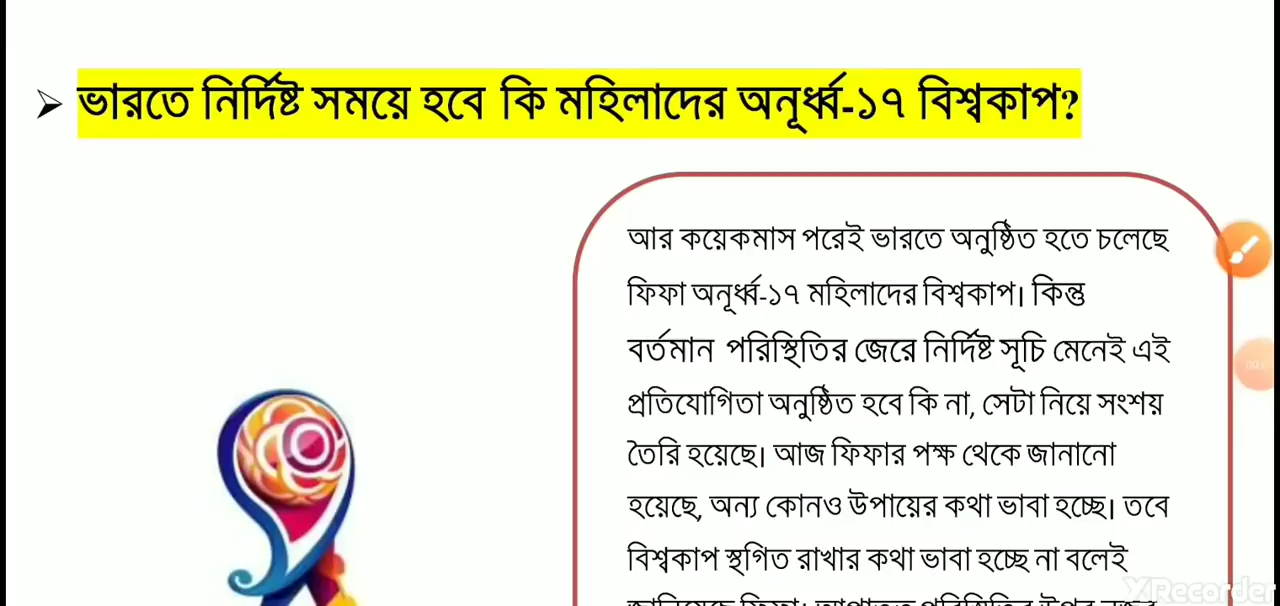 ➢ ভারতে নির্দিষ্ট সময়ে হবে কি মহিলাদের অনূর্ধ্ব-১৭ বিশ্বকাপ?
আর কয়েকমাস পরেই ভারতে অনুষ্ঠিত হতে চলেছে
ফিফা অনূর্ধ্ব-১৭ মহিলাদের বিশ্বকাপ। কিন্তু
বর্তমান পরিস্থিতির জেরে নির্দিষ্ট সূচি মেনেই এই
প্রতিযোগিতা অনুষ্ঠিত হবে কি না, সেটা নিয়ে সংশয়
তৈরি হয়েছে। আজ ফিফার পক্ষ থেকে জানানো
হয়েছে, অন্য কোনও উপায়ের কথা ভাবা হচ্ছে। তবে
বিশ্বকাপ স্থগিত রাখার কথা ভাবা হচ্ছে না বলেই
XRecorder